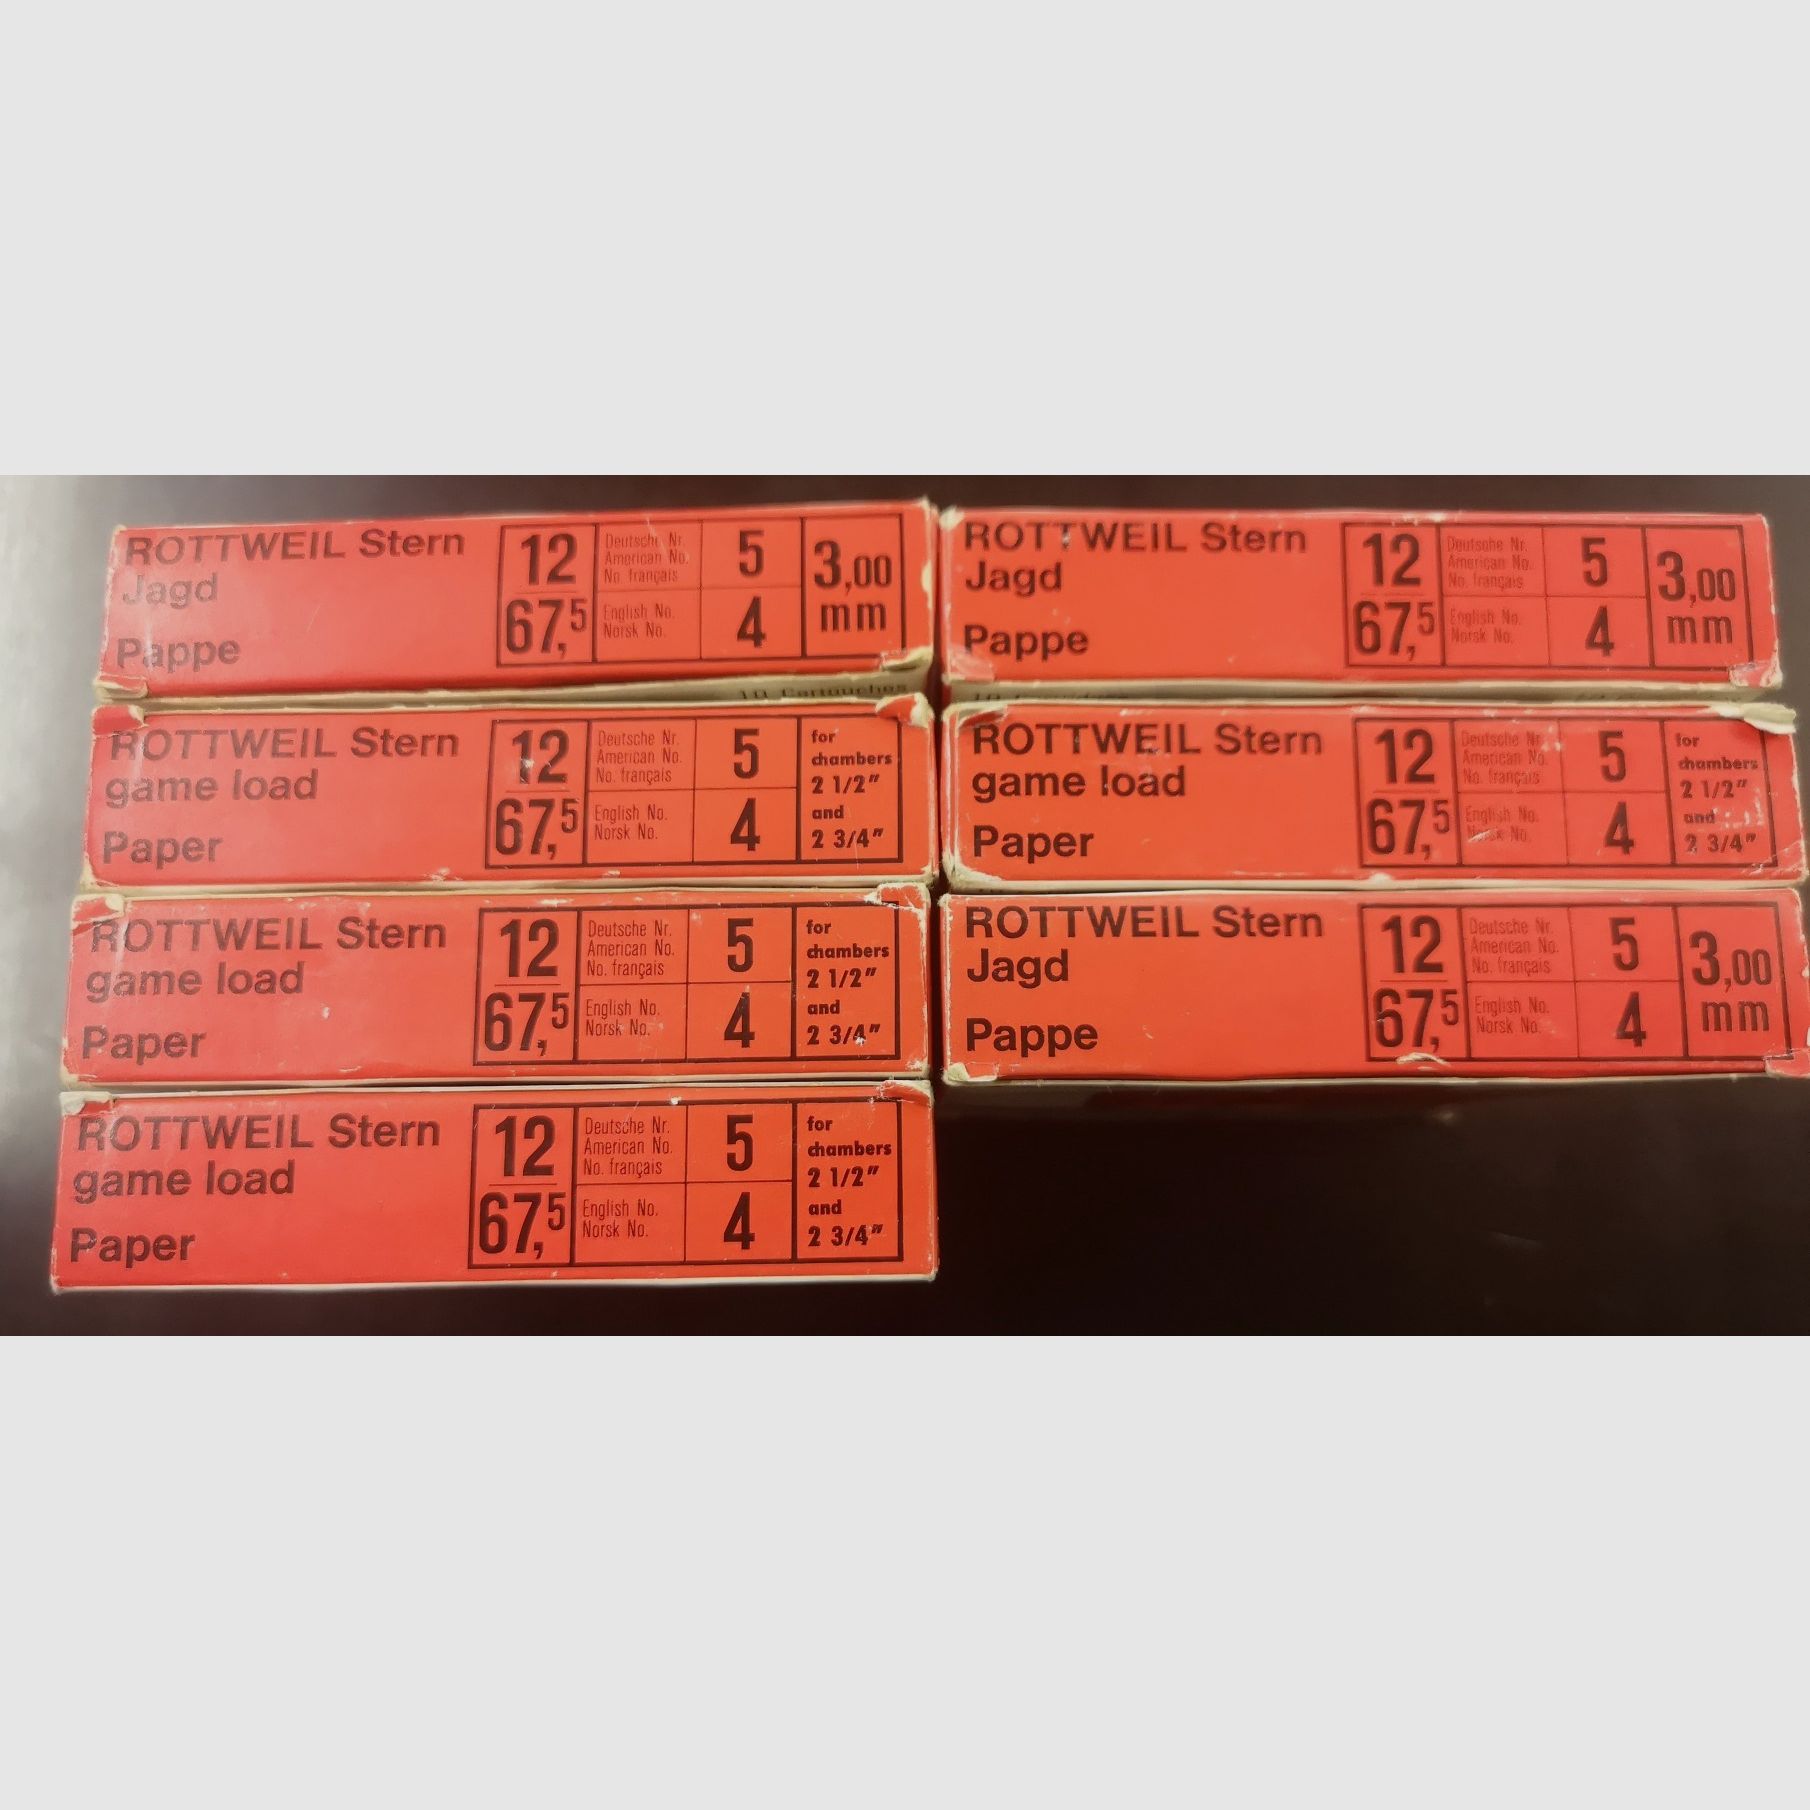 ROTTWEIL Stern
Jagd
Pappe
12
67,5
Deutsche Nr.
American No.
No. français
English No.
Norsk No.
5
4
3,00
mm
10 Cartouches
ROTTWEIL Stern
Jagd
Pappe
12
67,5
Deutsche Nr.
American No.
No. français
English No.
Norsk No.
5
4
3,00
mm
ROTTWEIL Stern
game load
Paper
12
67,5
Deutsche Nr.
American No.
No. français
English No.
Norsk No.
5
4
for
chambers
2 1/2"
and
2 3/4"
ROTTWEIL Stern
game load
Paper
12
67,5
Deutsche Nr.
American No.
No. français
English No.
Norsk No.
5
4
for
chambers
2 1/2"
and
2 3/4"
ROTTWEIL Stern
game load
Paper
12
67,5
Deutsche Nr.
American No.
No. français
English No.
Norsk No.
5
4
for
chambers
2 1/2"
and
2 3/4"
ROTTWEIL Stern
Jagd
Pappe
12
67,5
Deutsche Nr.
American No.
No. français
English No.
Norsk No.
5
4
3,00
mm
ROTTWEIL Stern
game load
Paper
12
67,5
Deutsche Nr.
American No.
No. français
English No.
Norsk No.
5
4
for
chambers
2 1/2"
and
2 3/4"